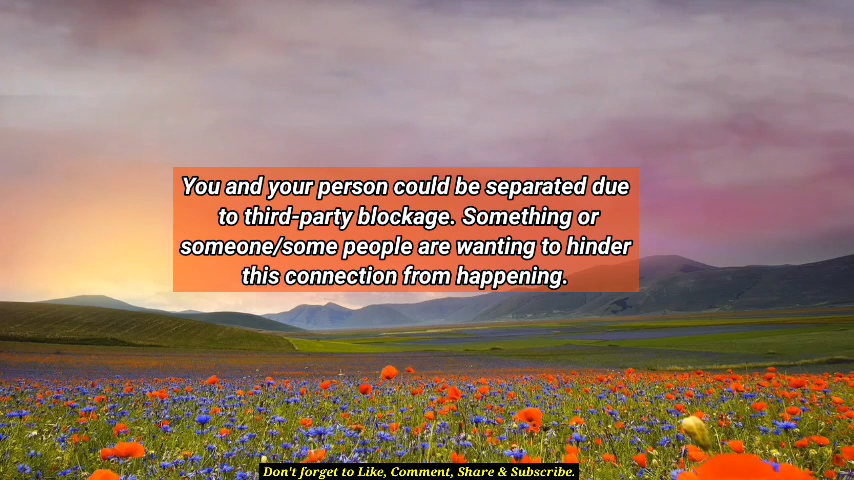 You and your person could be separated due
to third-party blockage. Something or
someone/some people are wanting to hinder
this connection from happening.
Don't forget to Like, Comment, Share & Subscribe.